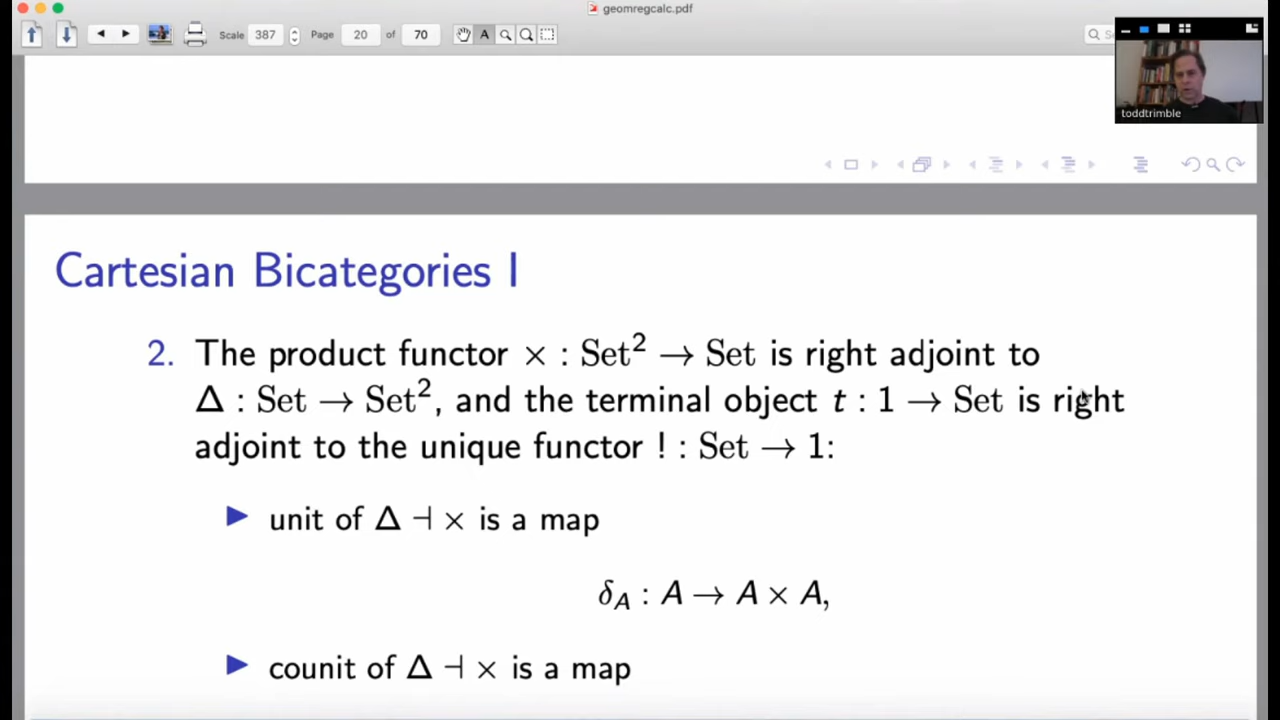 geomregcalc.pdf
Scale 387 Page 20 of 70
toddtrimble
Cartesian Bicategories I
2. The product functor × : Set² → Set is right adjoint to
Δ : Set → Set², and the terminal object t : 1 → Set is right
adjoint to the unique functor ! : Set → 1:
▶ unit of Δ ⊣ × is a map
δ_A : A → A × A,
▶ counit of Δ ⊣ × is a map